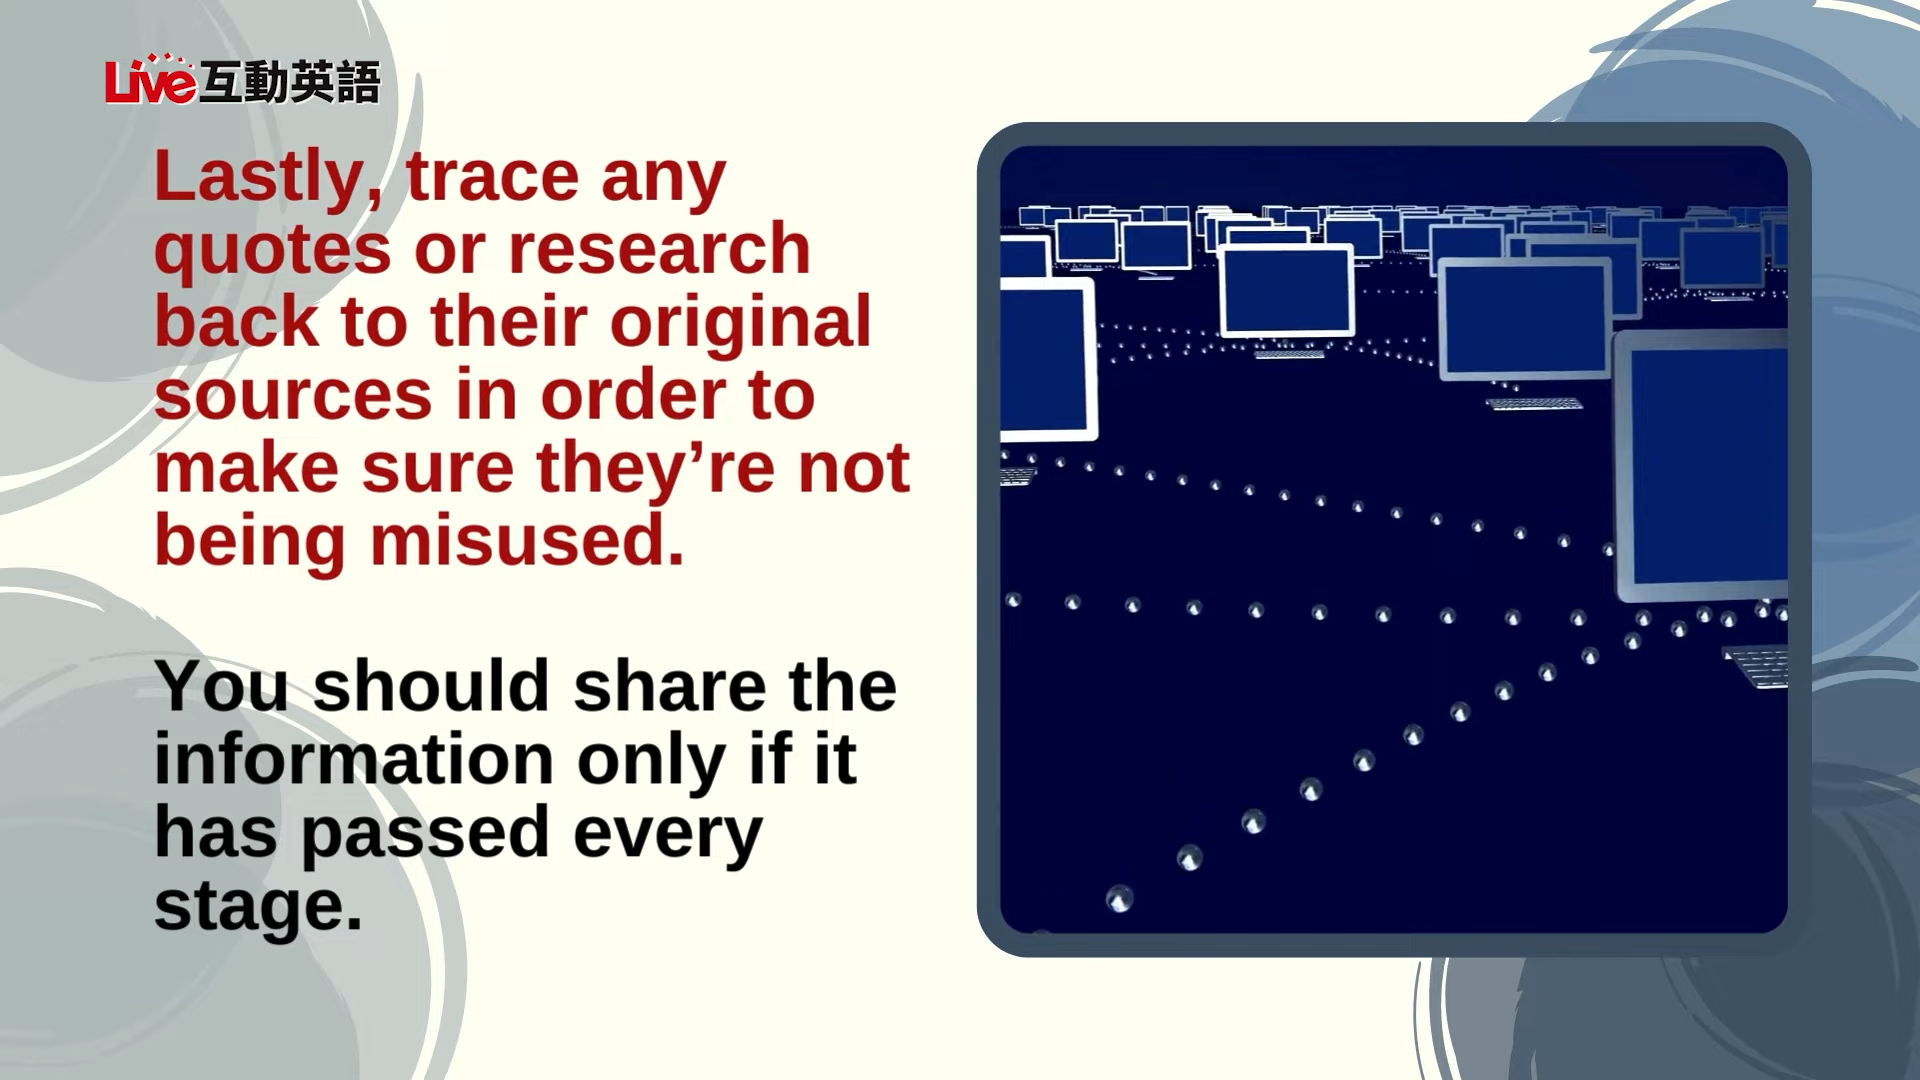 Live互動英語
Lastly, trace any
quotes or research
back to their original
sources in order to
make sure they’re not
being misused.
You should share the
information only if it
has passed every
stage.